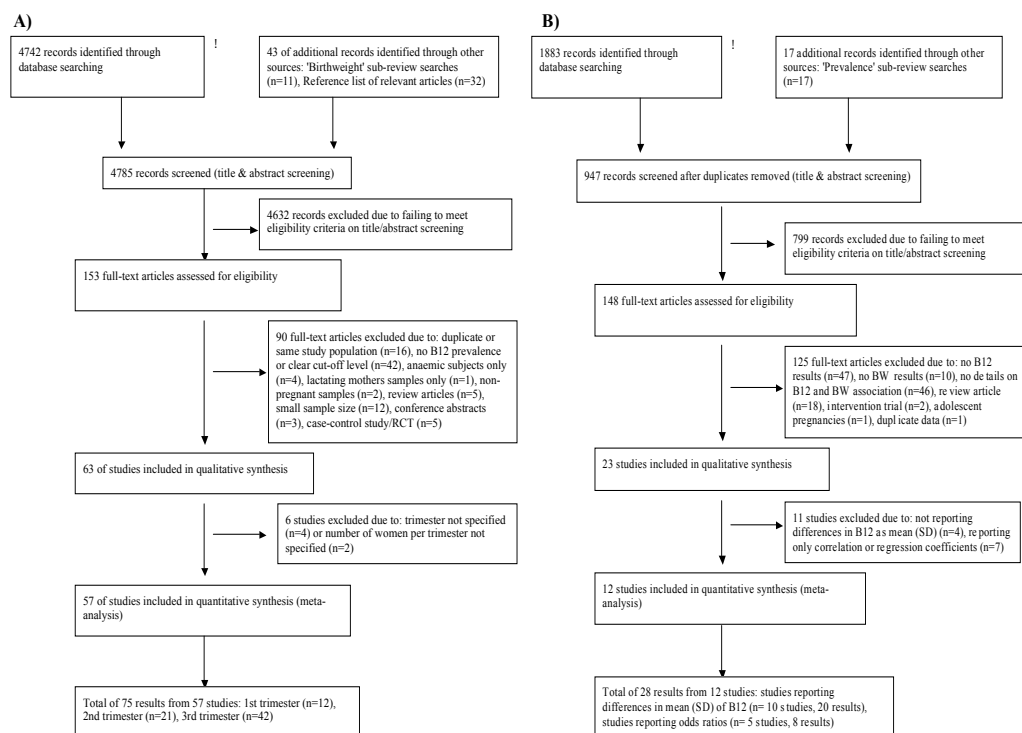 A)
4742 records identified through
database searching
!
43 of additional records identified through other
sources: 'Birthweight' sub-review searches
(n=11), Reference list of relevant articles (n=32)
4785 records screened (title & abstract screening)
4632 records excluded due to failing to meet
eligibility criteria on title/abstract screening
153 full-text articles assessed for eligibility
90 full-text articles excluded due to: duplicate or
same study population (n=16), no B12 prevalence
or clear cut-off level (n=42), anaemic subjects only
(n=4), lactating mothers samples only (n=1), non-
pregnant samples (n=2), review articles (n=5),
small sample size (n=12), conference abstracts
(n=3), case-control study/RCT (n=5)
63 of studies included in qualitative synthesis
6 studies excluded due to: trimester not specified
(n=4) or number of women per trimester not
specified (n=2)
57 of studies included in quantitative synthesis (meta-
analysis)
Total of 75 results from 57 studies: 1st trimester (n=12),
2nd trimester (n=21), 3rd trimester (n=42)
B)
1883 records identified through
database searching
!
17 additional records identified through other
sources: 'Prevalence' sub-review searches
(n=17)
947 records screened after duplicates removed (title & abstract screening)
799 records excluded due to failing to meet
eligibility criteria on title/abstract screening
148 full-text articles assessed for eligibility
125 full-text articles excluded due to: no B12
results (n=47), no BW results (n=10), no details on
B12 and BW association (n=46), review article
(n=18), intervention trial (n=2), adolescent
pregnancies (n=1), duplicate data (n=1)
23 studies included in qualitative synthesis
11 studies excluded due to: not reporting
differences in B12 as mean (SD) (n=4), reporting
only correlation or regression coefficients (n=7)
12 studies included in quantitative synthesis (meta-
analysis)
Total of 28 results from 12 studies: studies reporting
differences in mean (SD) of B12 (n= 10 studies, 20 results),
studies reporting odds ratios (n= 5 studies, 8 results)